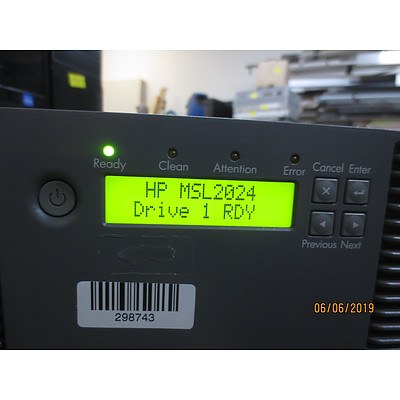 Ready Clean Attention Error Cancel Enter
HP MSL2024
Drive 1 RDY
Previous Next
298743
06/06/2019